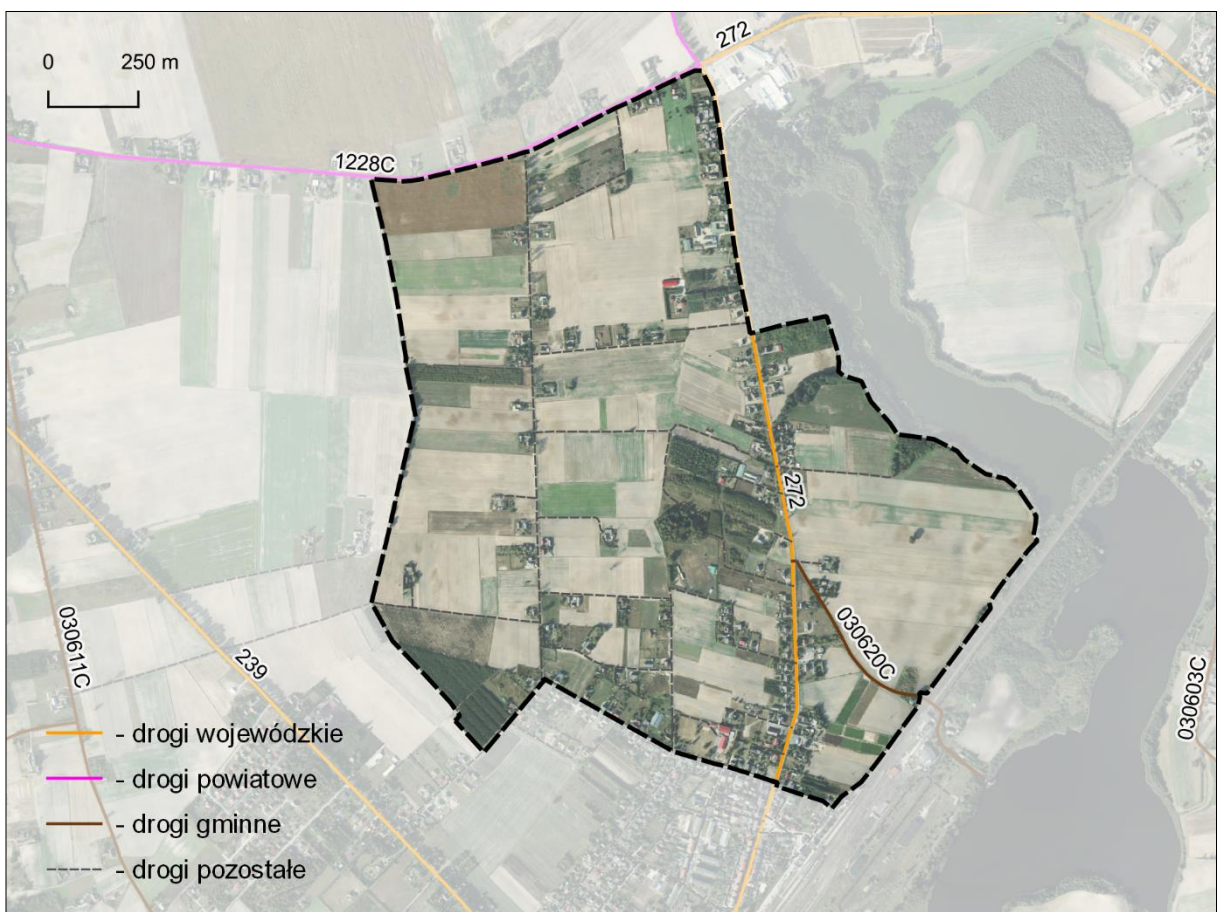 272
0 250 m
1228C
272
030620C
030611C
239
030603C
- drogi wojewódzkie
- drogi powiatowe
- drogi gminne
- drogi pozostałe